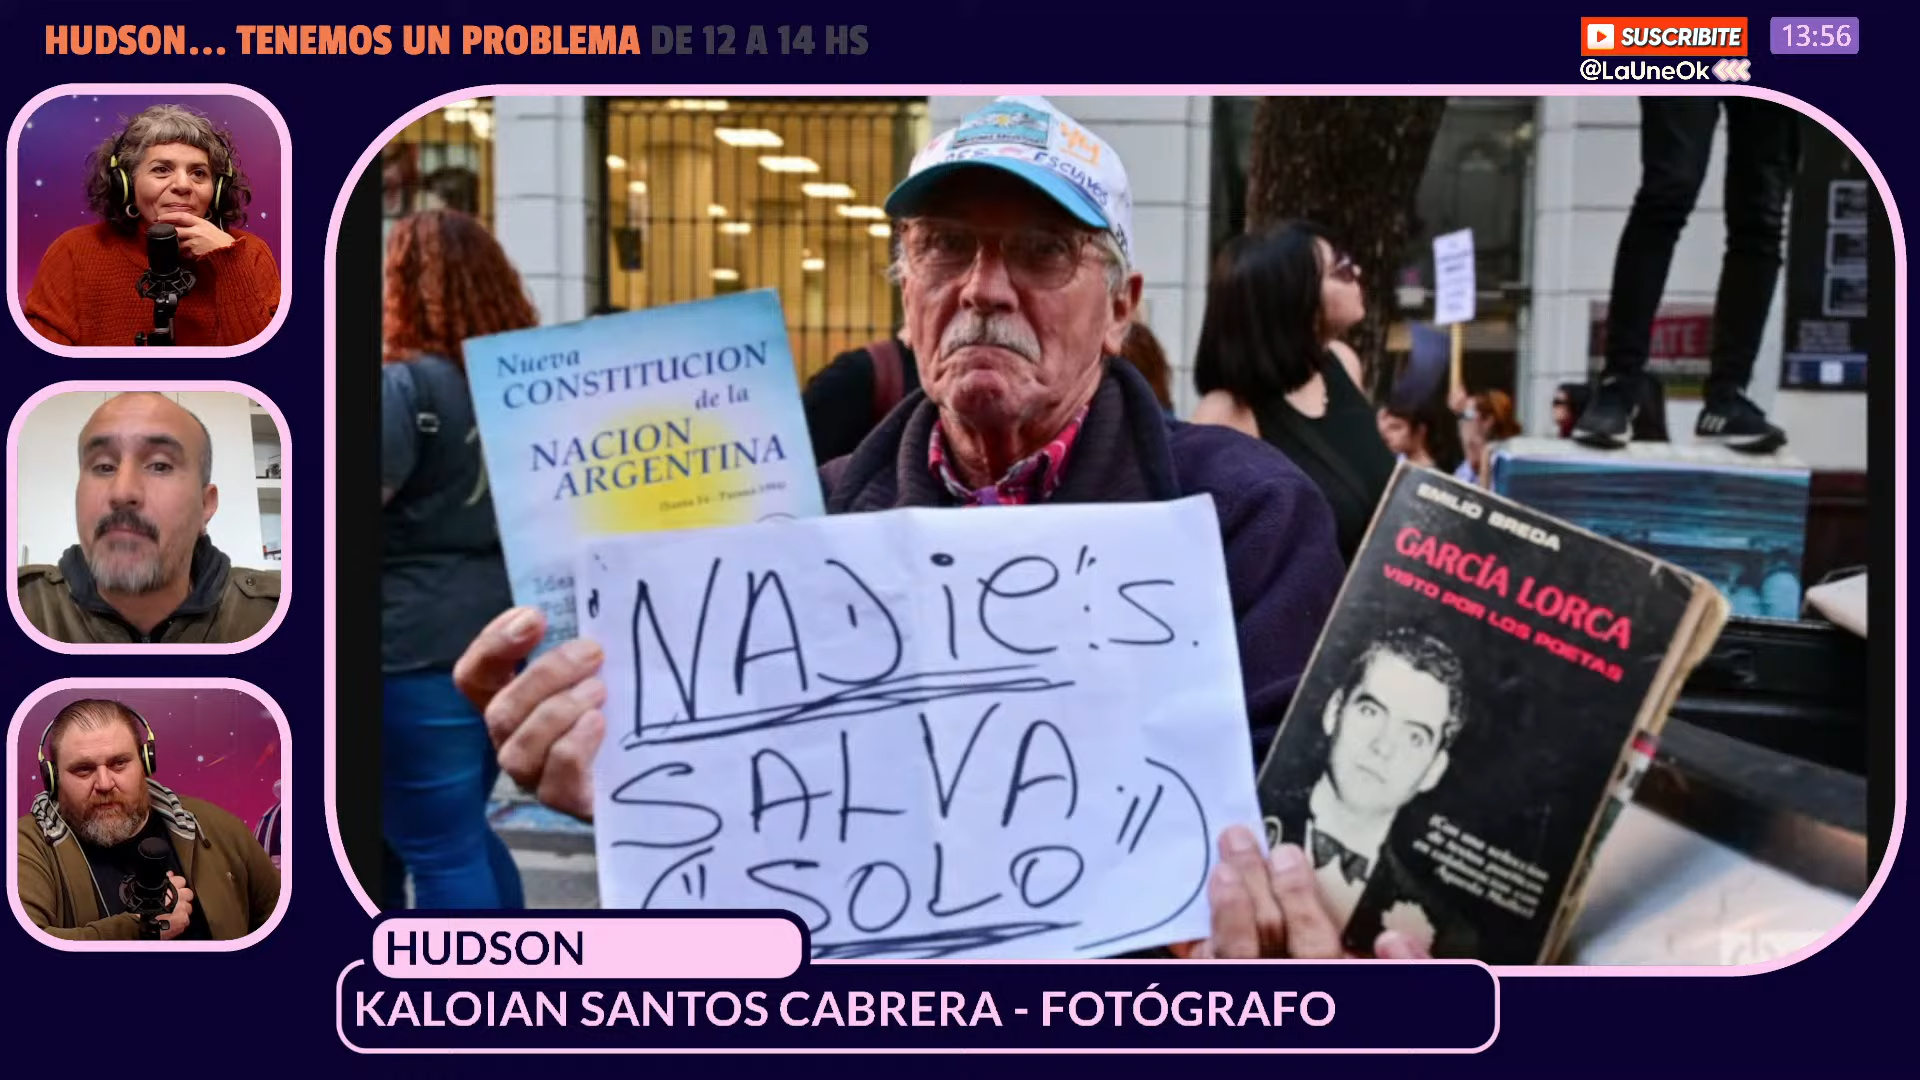 HUDSON... TENEMOS UN PROBLEMA DE 12 A 14 HS
SUSCRIBITE
@LaUneOk
13:56
ESCLAVOS
Nueva
CONSTITUCION
de la
NACION
ARGENTINA
"NADie": S.
SALVA
(("SOLO"))
EMILIO BREDA
GARCÍA LORCA
VISTO POR LOS POETAS
HUDSON
KALOIAN SANTOS CABRERA - FOTÓGRAFO